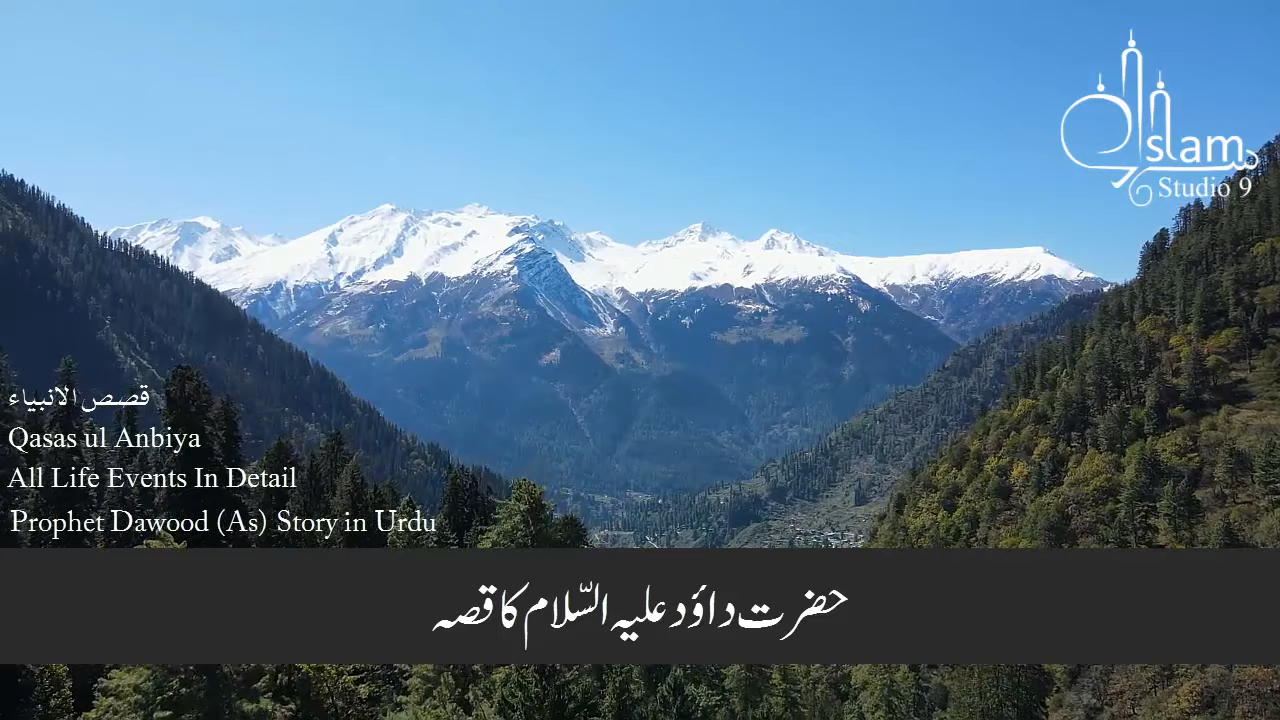 Islam
Studio 9
قصص الانبیاء
Qasas ul Anbiya
All Life Events In Detail
Prophet Dawood (As) Story in Urdu
حضرت داؤد علیہ السّلام کا قصہ